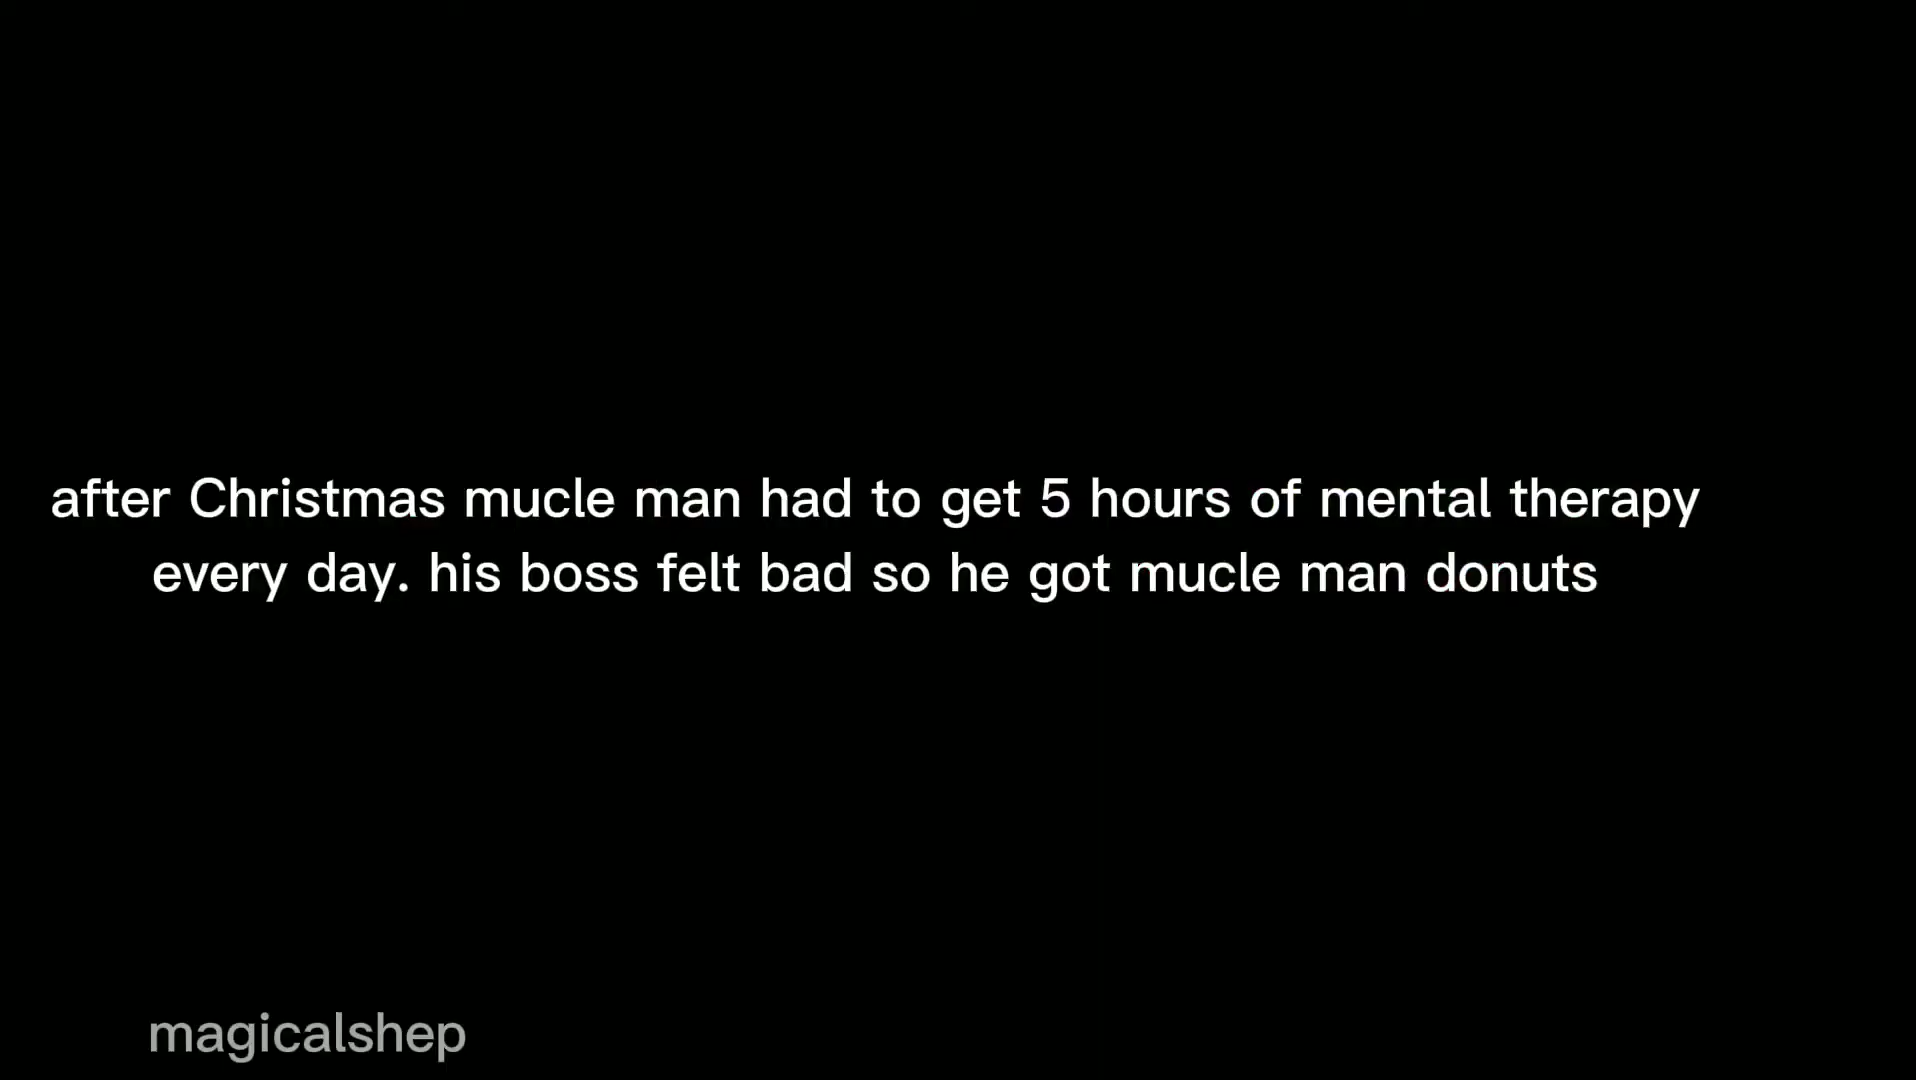 after Christmas mucle man had to get 5 hours of mental therapy
every day. his boss felt bad so he got mucle man donuts
magicalshep